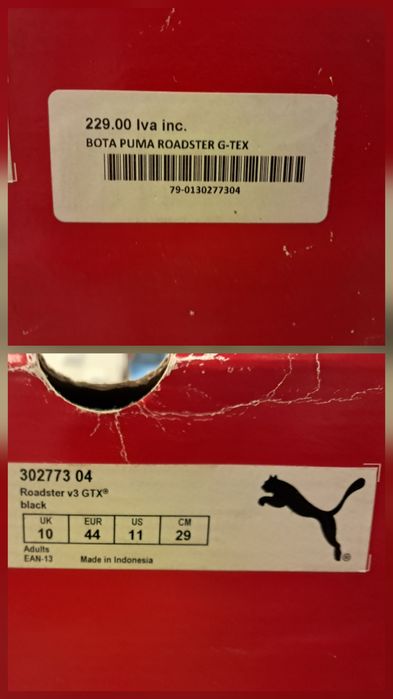 229.00 Iva inc.
BOTA PUMA ROADSTER G-TEX
79-0130277304
302773 04
Roadster v3 GTX®
black
UK EUR US CM
10 44 11 29
Adults
EAN-13 Made in Indonesia
®